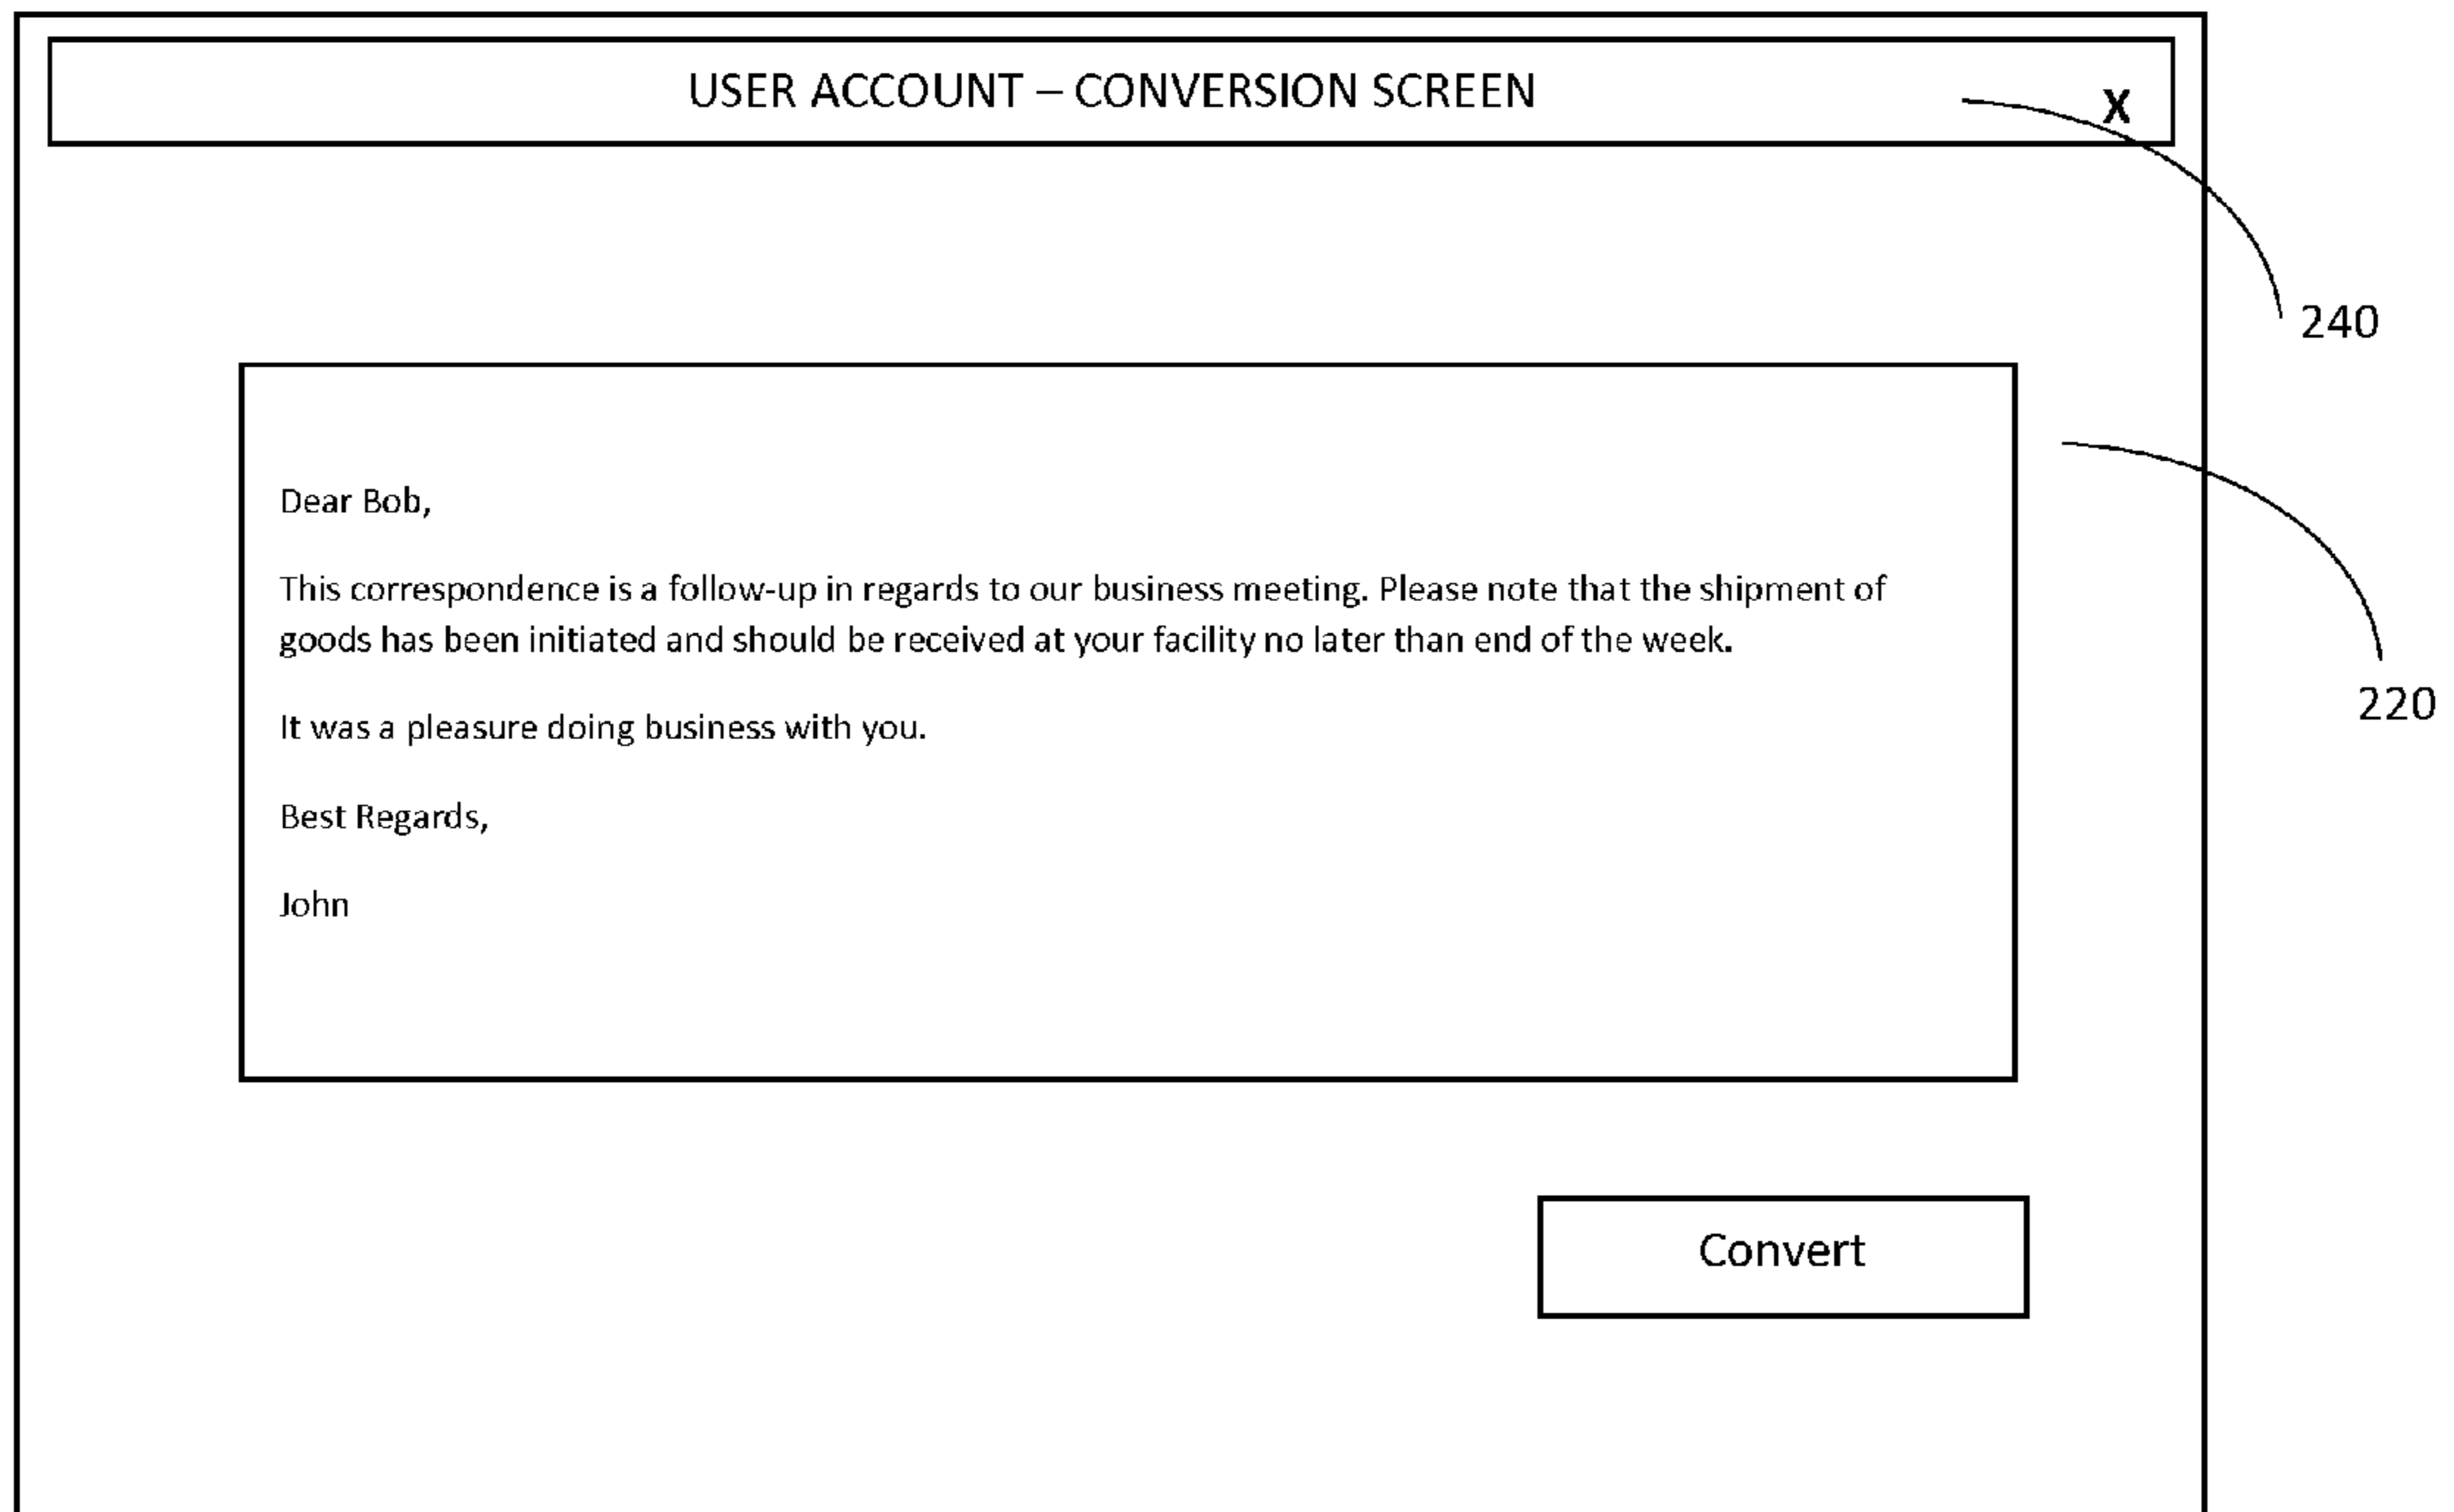 USER ACCOUNT – CONVERSION SCREEN
X
240
Dear Bob,
This correspondence is a follow-up in regards to our business meeting. Please note that the shipment of
goods has been initiated and should be received at your facility no later than end of the week.
220
It was a pleasure doing business with you.
Best Regards,
John
Convert